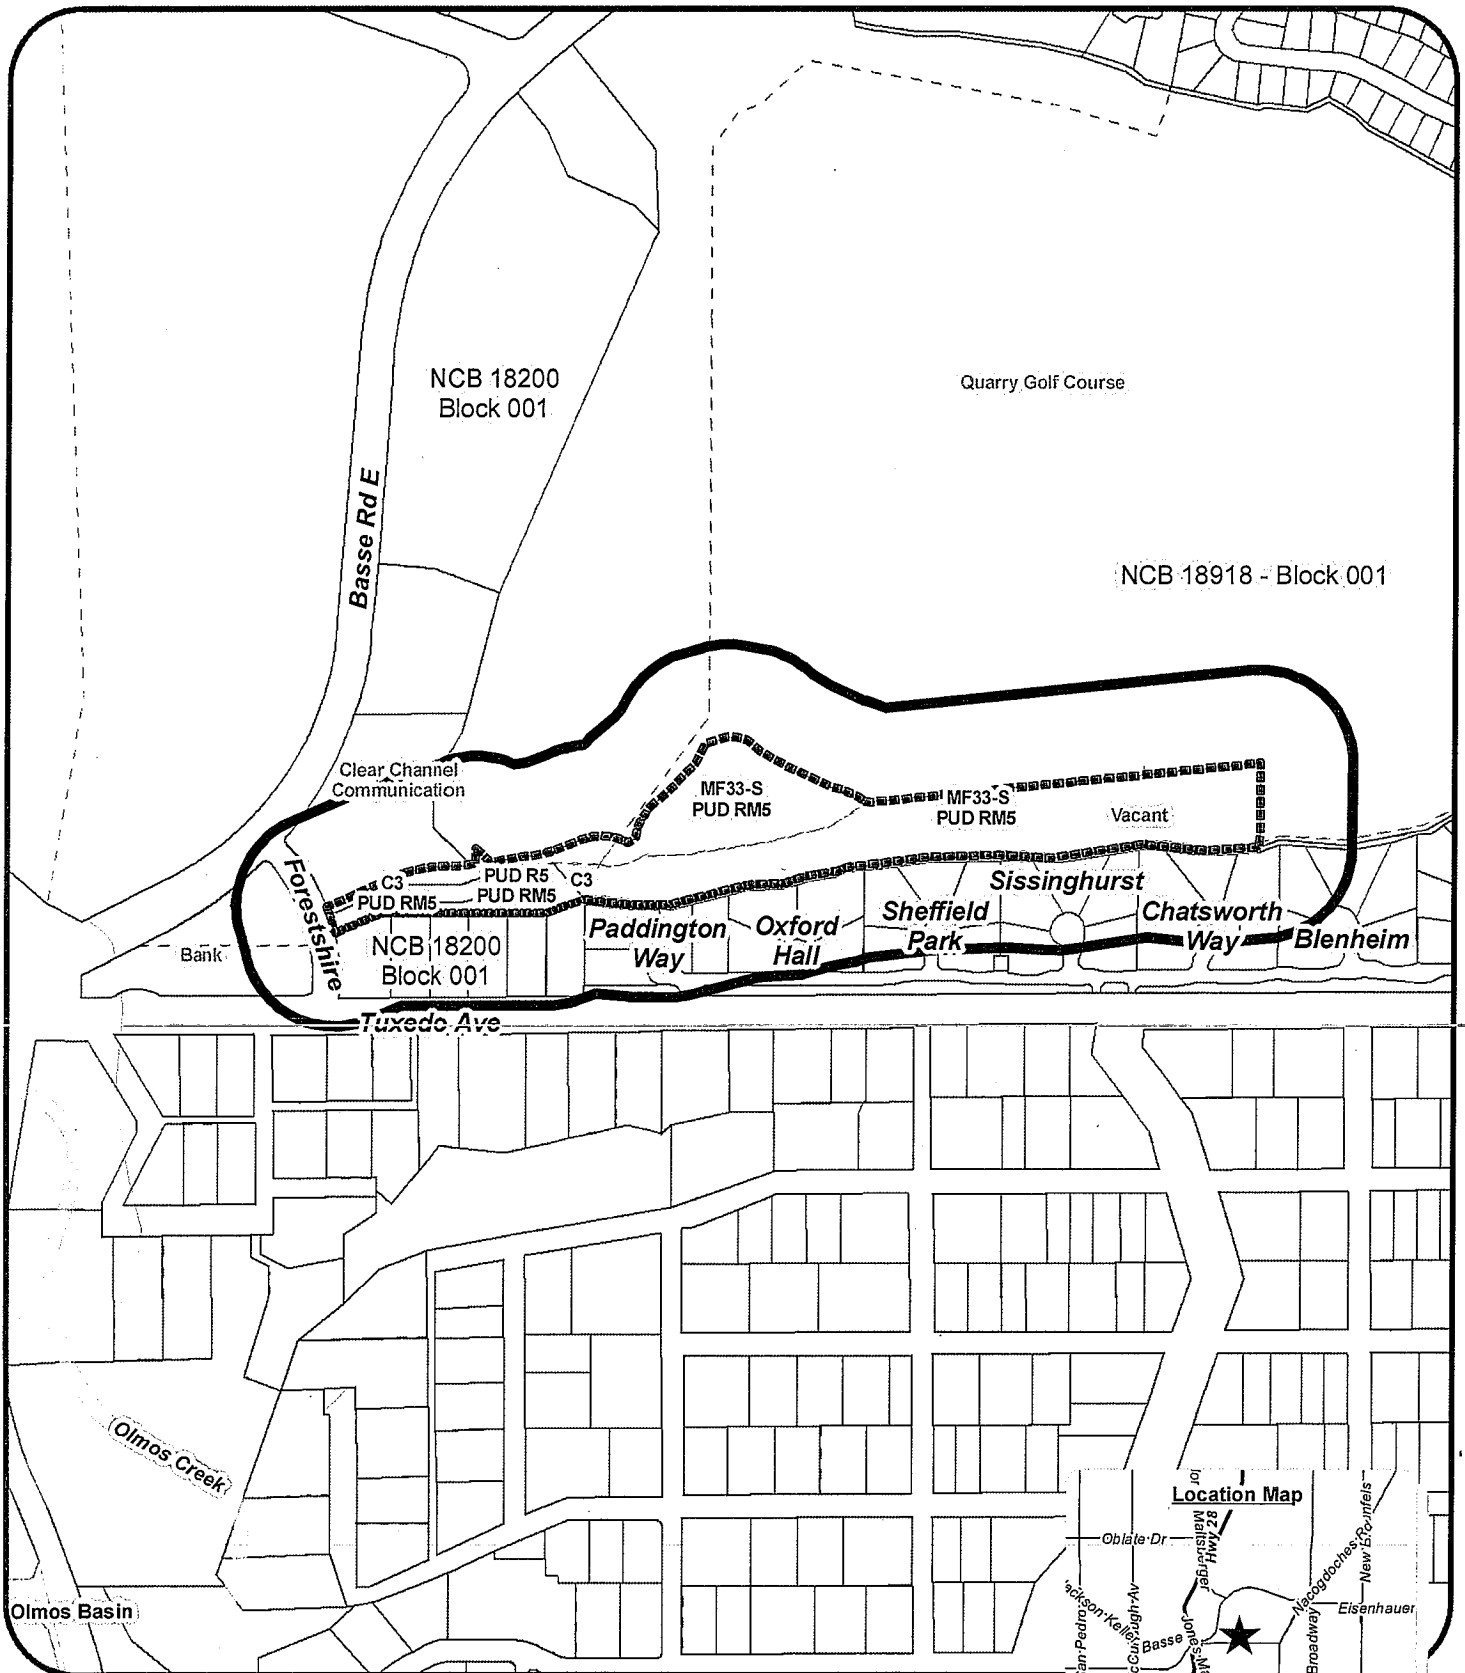 NCB 18200
Block 001
Quarry Golf Course
Basse Rd E
NCB 18918 - Block 001
Clear Channel
Communication
MF33-S
PUD RM5
MF33-S
PUD RM5
Vacant
Forestshire
C3
PUD RM5
PUD R5
PUD RM5
C3
Sissinghurst
Paddington
Way
Oxford
Hall
Sheffield
Park
Chatsworth
Way
Blenheim
Bank
NCB 18200
Block 001
Tuxedo Ave
Olmos Creek
Olmos Basin
Location Map
Oblate Dr
Maltsberger
Hwy 28
Nacogdoches
Eisenhauer
Basse
Broadway